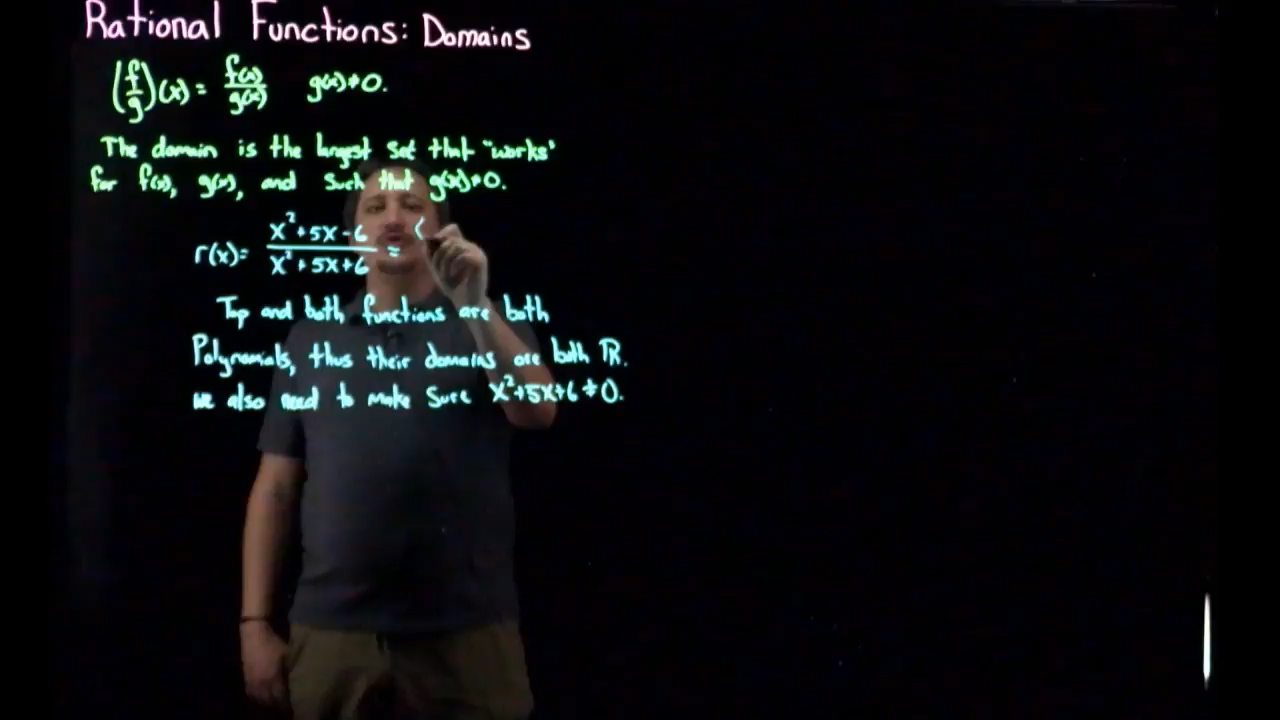 Rational Functions: Domains
(f/g)(x) = f(x)/g(x) g(x)≠0.
The domain is the largest set that "works"
for f(x), g(x), and such that g(x)≠0.
r(x)= (x²+5x-6)/(x²+5x+6) = (
Top and both functions are both
Polynomials, thus their domains are both ℝ.
we also need to make sure x²+5x+6≠0.